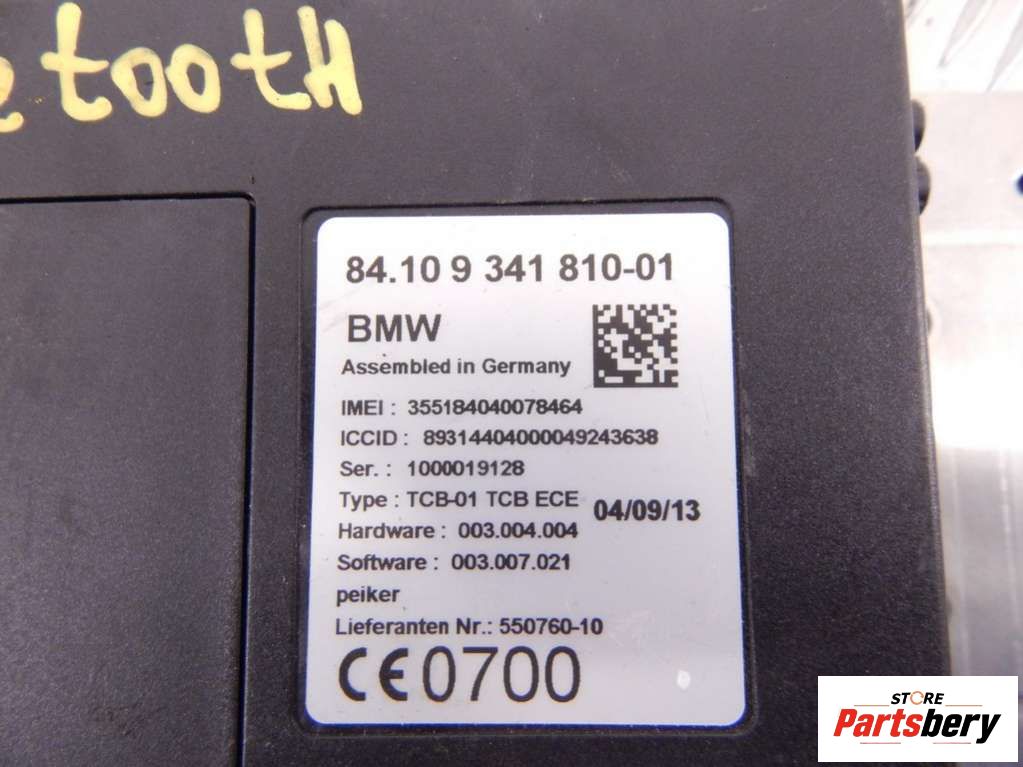 etooth
84.10 9 341 810-01
BMW
Assembled in Germany
IMEI : 355184040078464
ICCID : 89314404000049243638
Ser. : 1000019128
Type : TCB-01 TCB ECE 04/09/13
Hardware : 003.004.004
Software : 003.007.021
peiker
Lieferanten Nr.: 550760-10
CE 0700
STORE
Partsbery